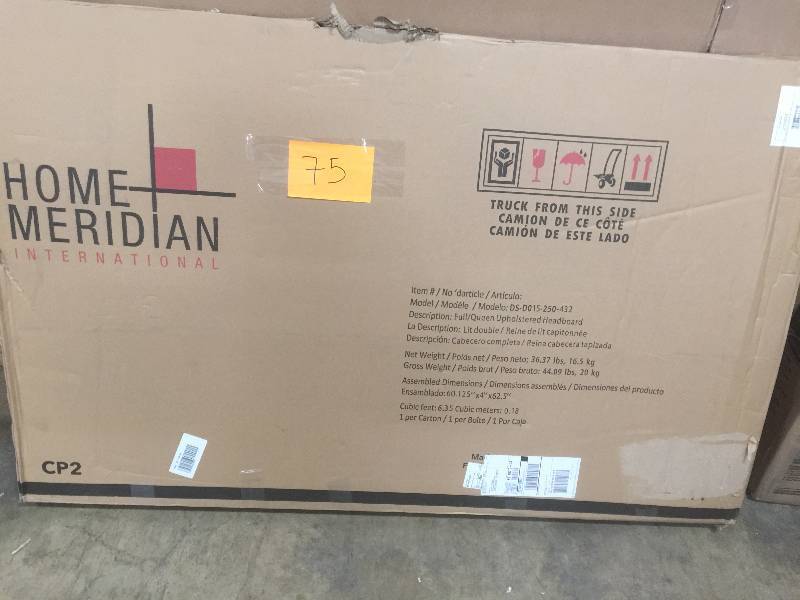 HOME
MERIDIAN
INTERNATIONAL
75
TRUCK FROM THIS SIDE
CAMION DE CE CÔTÉ
CAMIÓN DE ESTE LADO
Item # / No 'darticle / Artículo:
Model / Modèle / Modelo: DS-D015-250-432
Description: Full/Queen Upholstered Headboard
La Description: Lit double / Reine de lit capitonnée
Descripción: Cabecero completa / Reina cabecera tapizada
Net Weight / Poids net / Peso neto: 36.37 lbs, 16.5 kg
Gross Weight / Poids brut / Peso bruto: 44.09 lbs, 20 kg
Assembled Dimensions / Dimensions assemblés / Dimensiones del producto
Ensamblado: 60.125"x4"x62.5"
Cubic feet: 6.35 Cubic meters: 0.18
1 per Carton / 1 per Boîte / 1 Por Caja
Ma
CP2